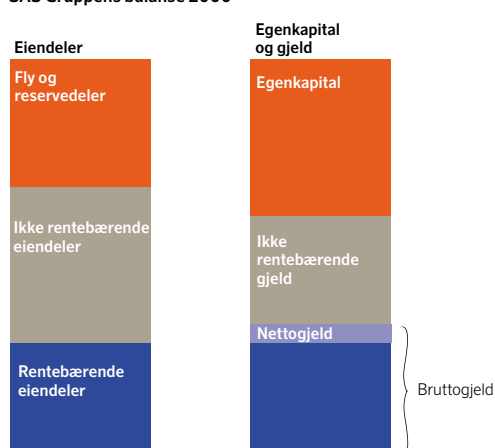 Eiendeler
Fly og
reservedeler
Ikke rentebærende
eiendeler
Rentebærende
eiendeler
Egenkapital
og gjeld
Egenkapital
Ikke
rentebærende
gjeld
Nettogjeld
Bruttogjeld